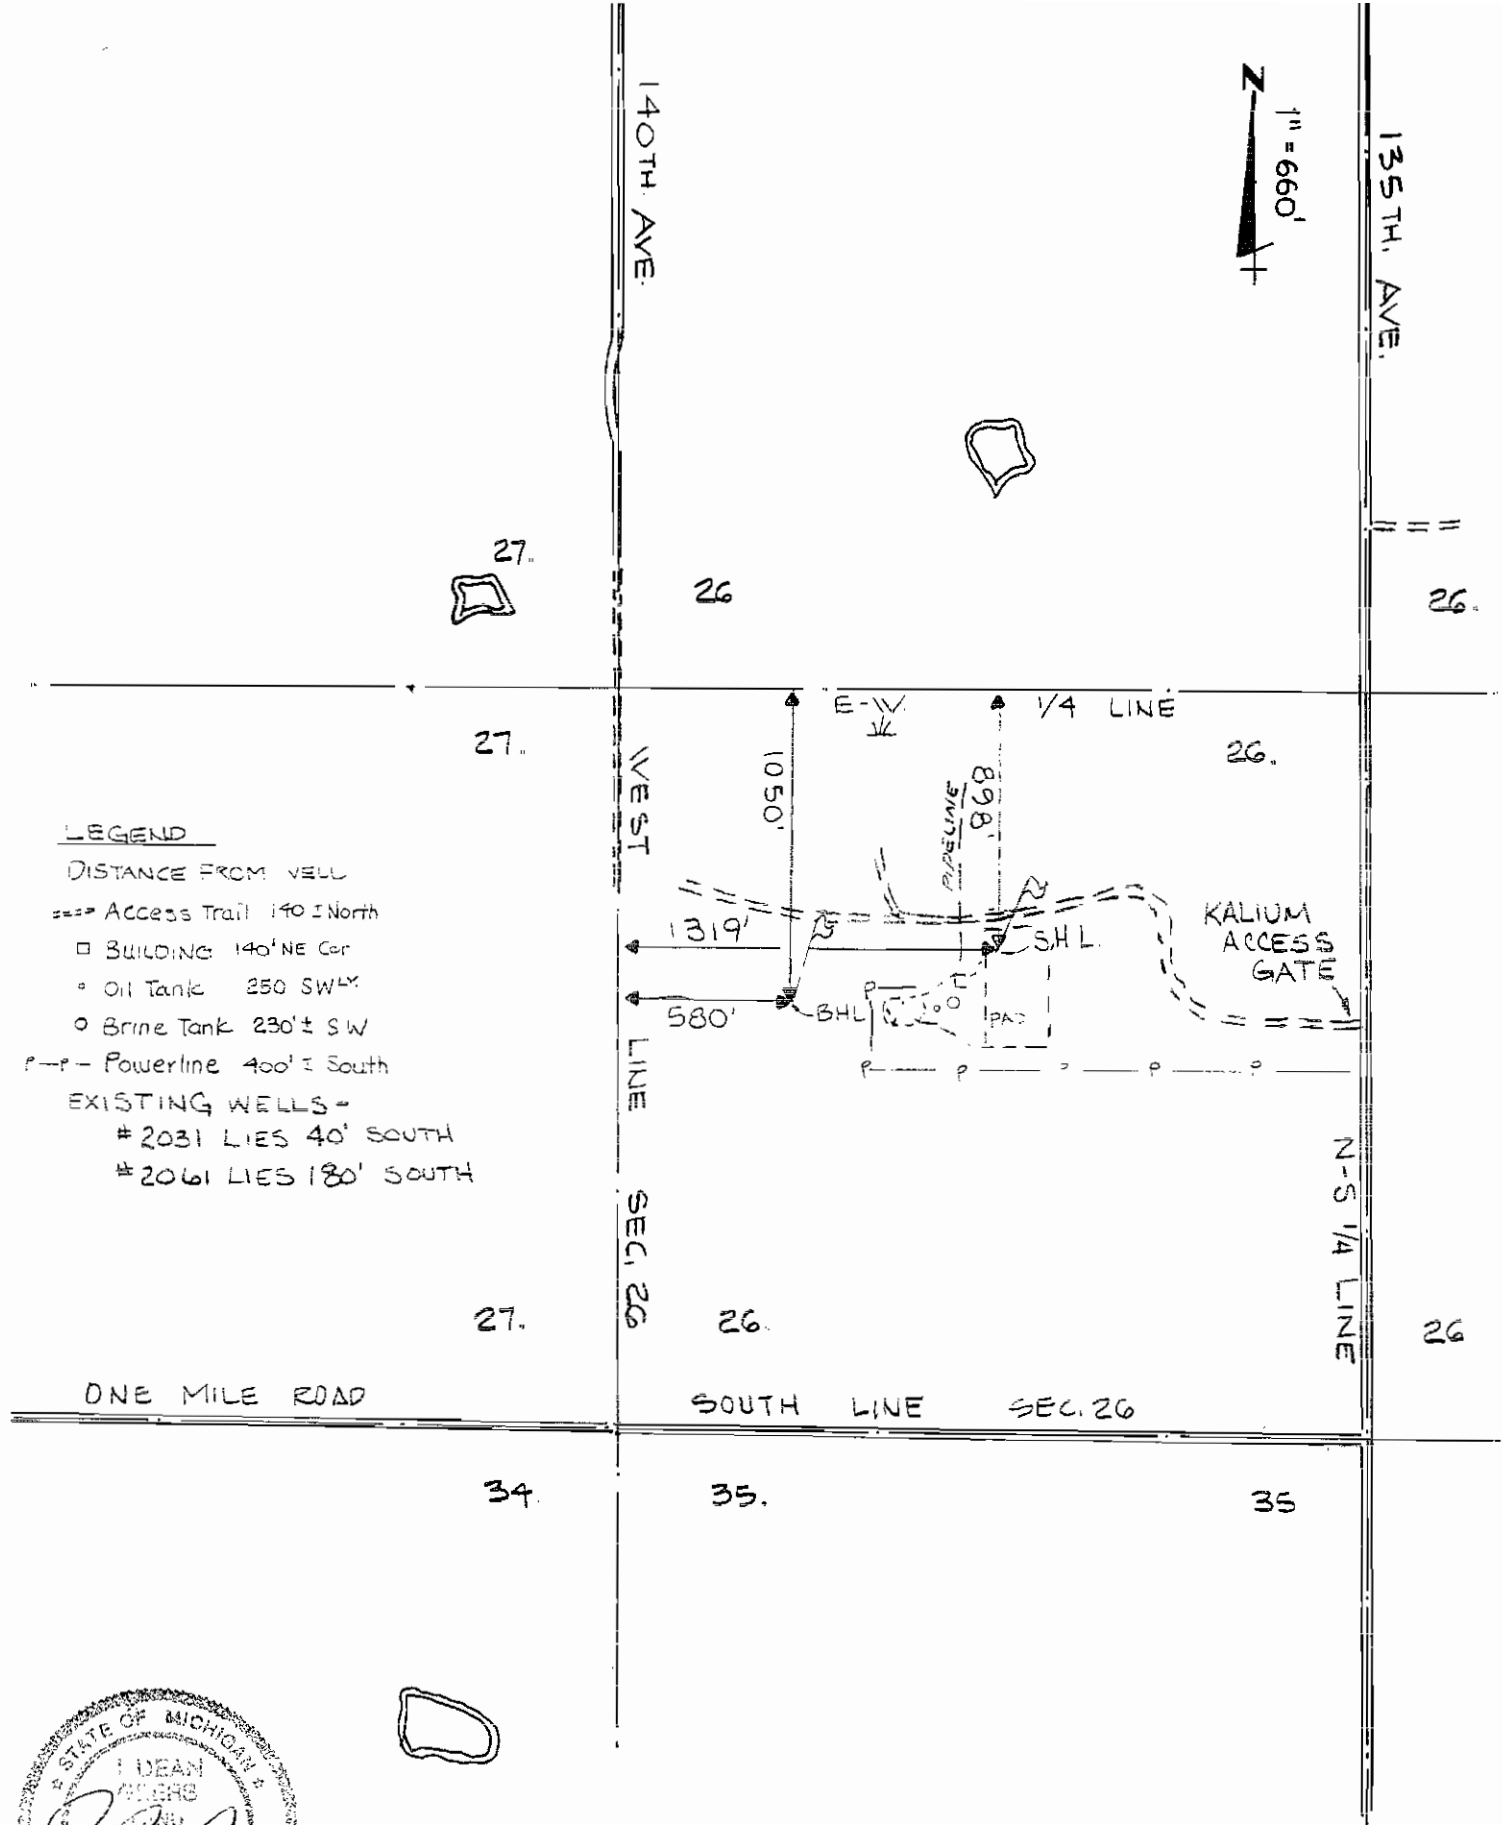 140TH. AVE.
N
1" = 660'
135TH. AVE.
27.
26
26.
E-W.
1/4 LINE
27.
26.
WEST
1050'
PIPELINE
898'
LEGEND
DISTANCE FROM WELL
==== Access Trail 140 ± North
□ BUILDING 140' NE Cor
° Oil Tank 250 SWLY
O Brine Tank 230'± SW
P--P- Powerline 400' ± South
EXISTING WELLS-
# 2031 LIES 40' SOUTH
# 2061 LIES 180' SOUTH
1319'
S.H.L.
KALIUM
ACCESS
GATE
580'
BHL
P
PAD
P
P
P
P
LINE
N-S 1/4 LINE
SEC. 26
27.
26.
26
ONE MILE ROAD
SOUTH LINE SEC. 26
34.
35.
35
STATE OF MICHIGAN
DEAN